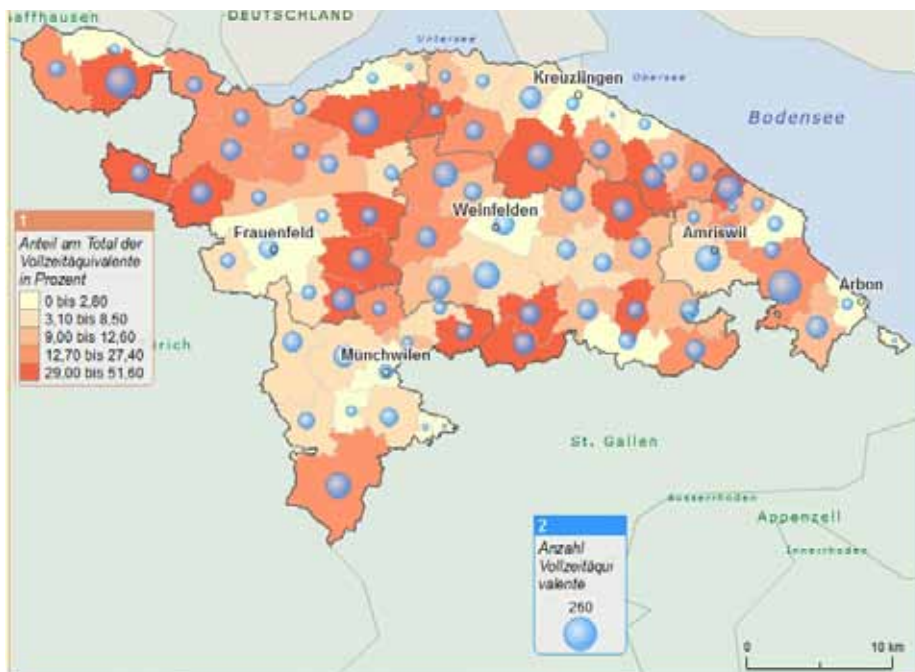 affhausen
DEUTSCHLAND
Untersee
Kreuzlingen
Obersee
Bodensee
1
Anteil am Total der
Vollzeitäquivalente
in Prozent
0 bis 2,80
3,10 bis 8,50
9,00 bis 12,60
12,70 bis 27,40
29,00 bis 51,60
Weinfelden
Frauenfeld
Amriswil
Arbon
rich
Münchwilen
St. Gallen
Ausserrhoden
Appenzell
Innerrhoden
2
Anzahl
Vollzeitäqui
valente
260
0 10 km